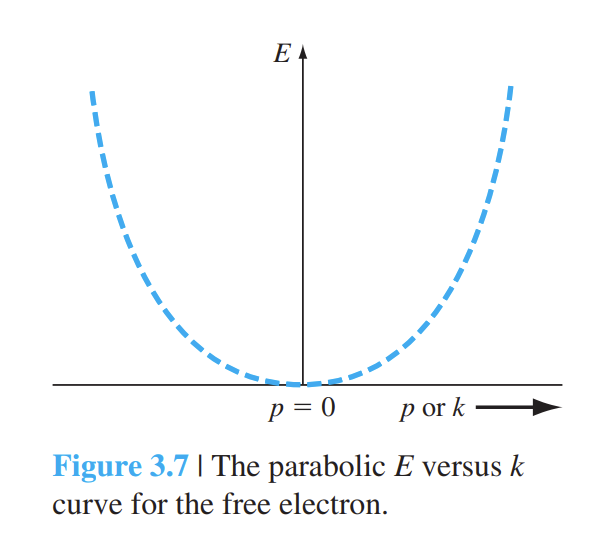 E
p = 0
p or k
Figure 3.7 | The parabolic E versus k
curve for the free electron.